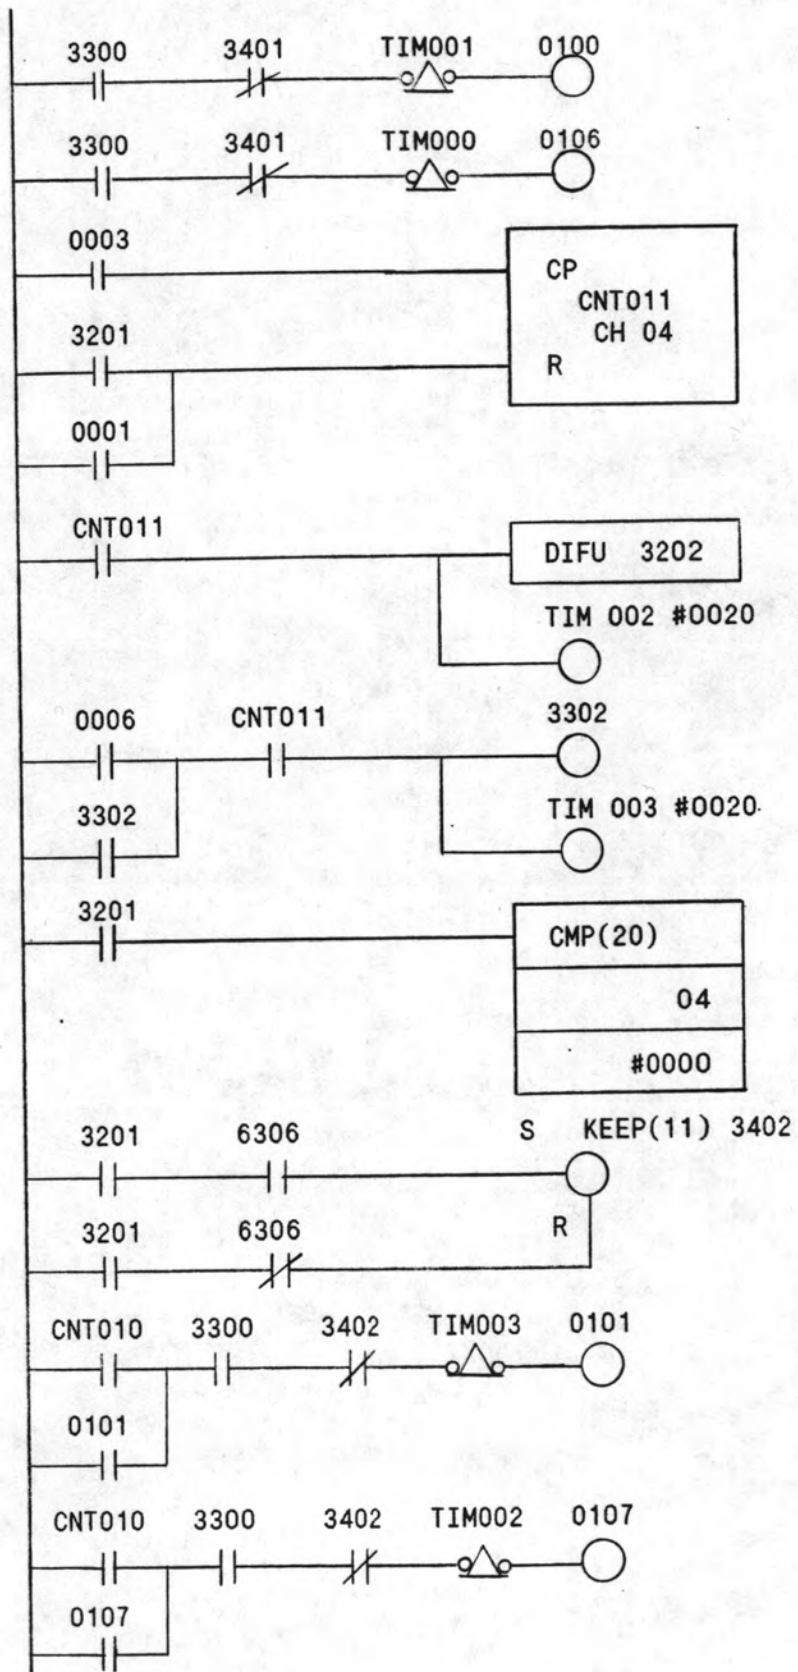 3300 3401 TIM001 0100
3300 3401 TIM000 0106
0003
CP
CNT011
CH 04
3201
R
0001
CNT011
DIFU 3202
TIM 002 #0020
0006 CNT011 3302
3302
TIM 003 #0020
3201
CMP(20)
04
#0000
3201 6306 S KEEP(11) 3402
3201 6306 R
CNT010 3300 3402 TIM003 0101
0101
CNT010 3300 3402 TIM002 0107
0107